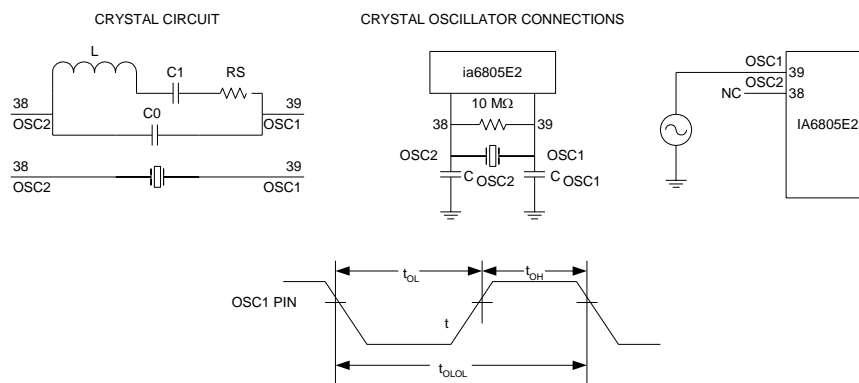 CRYSTAL CIRCUIT
L
C1
RS
38
39
C0
OSC2
OSC1
38
39
OSC2
OSC1
CRYSTAL OSCILLATOR CONNECTIONS
ia6805E2
10 MΩ
38
39
OSC2
OSC1
C OSC2
C OSC1
OSC1
39
OSC2
NC
38
IA6805E2
tOL
tOH
OSC1 PIN
t
tOLOL